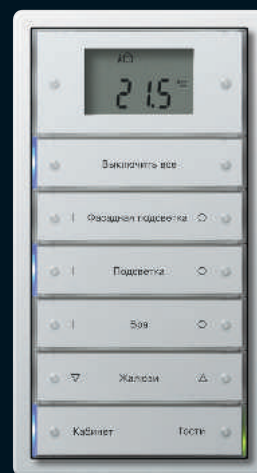 21.5 °C
Выключить все
I Фасадная подсветка O
I Подсветка O
I Бра O
▽ Жалюзи △
Кабинет Гости